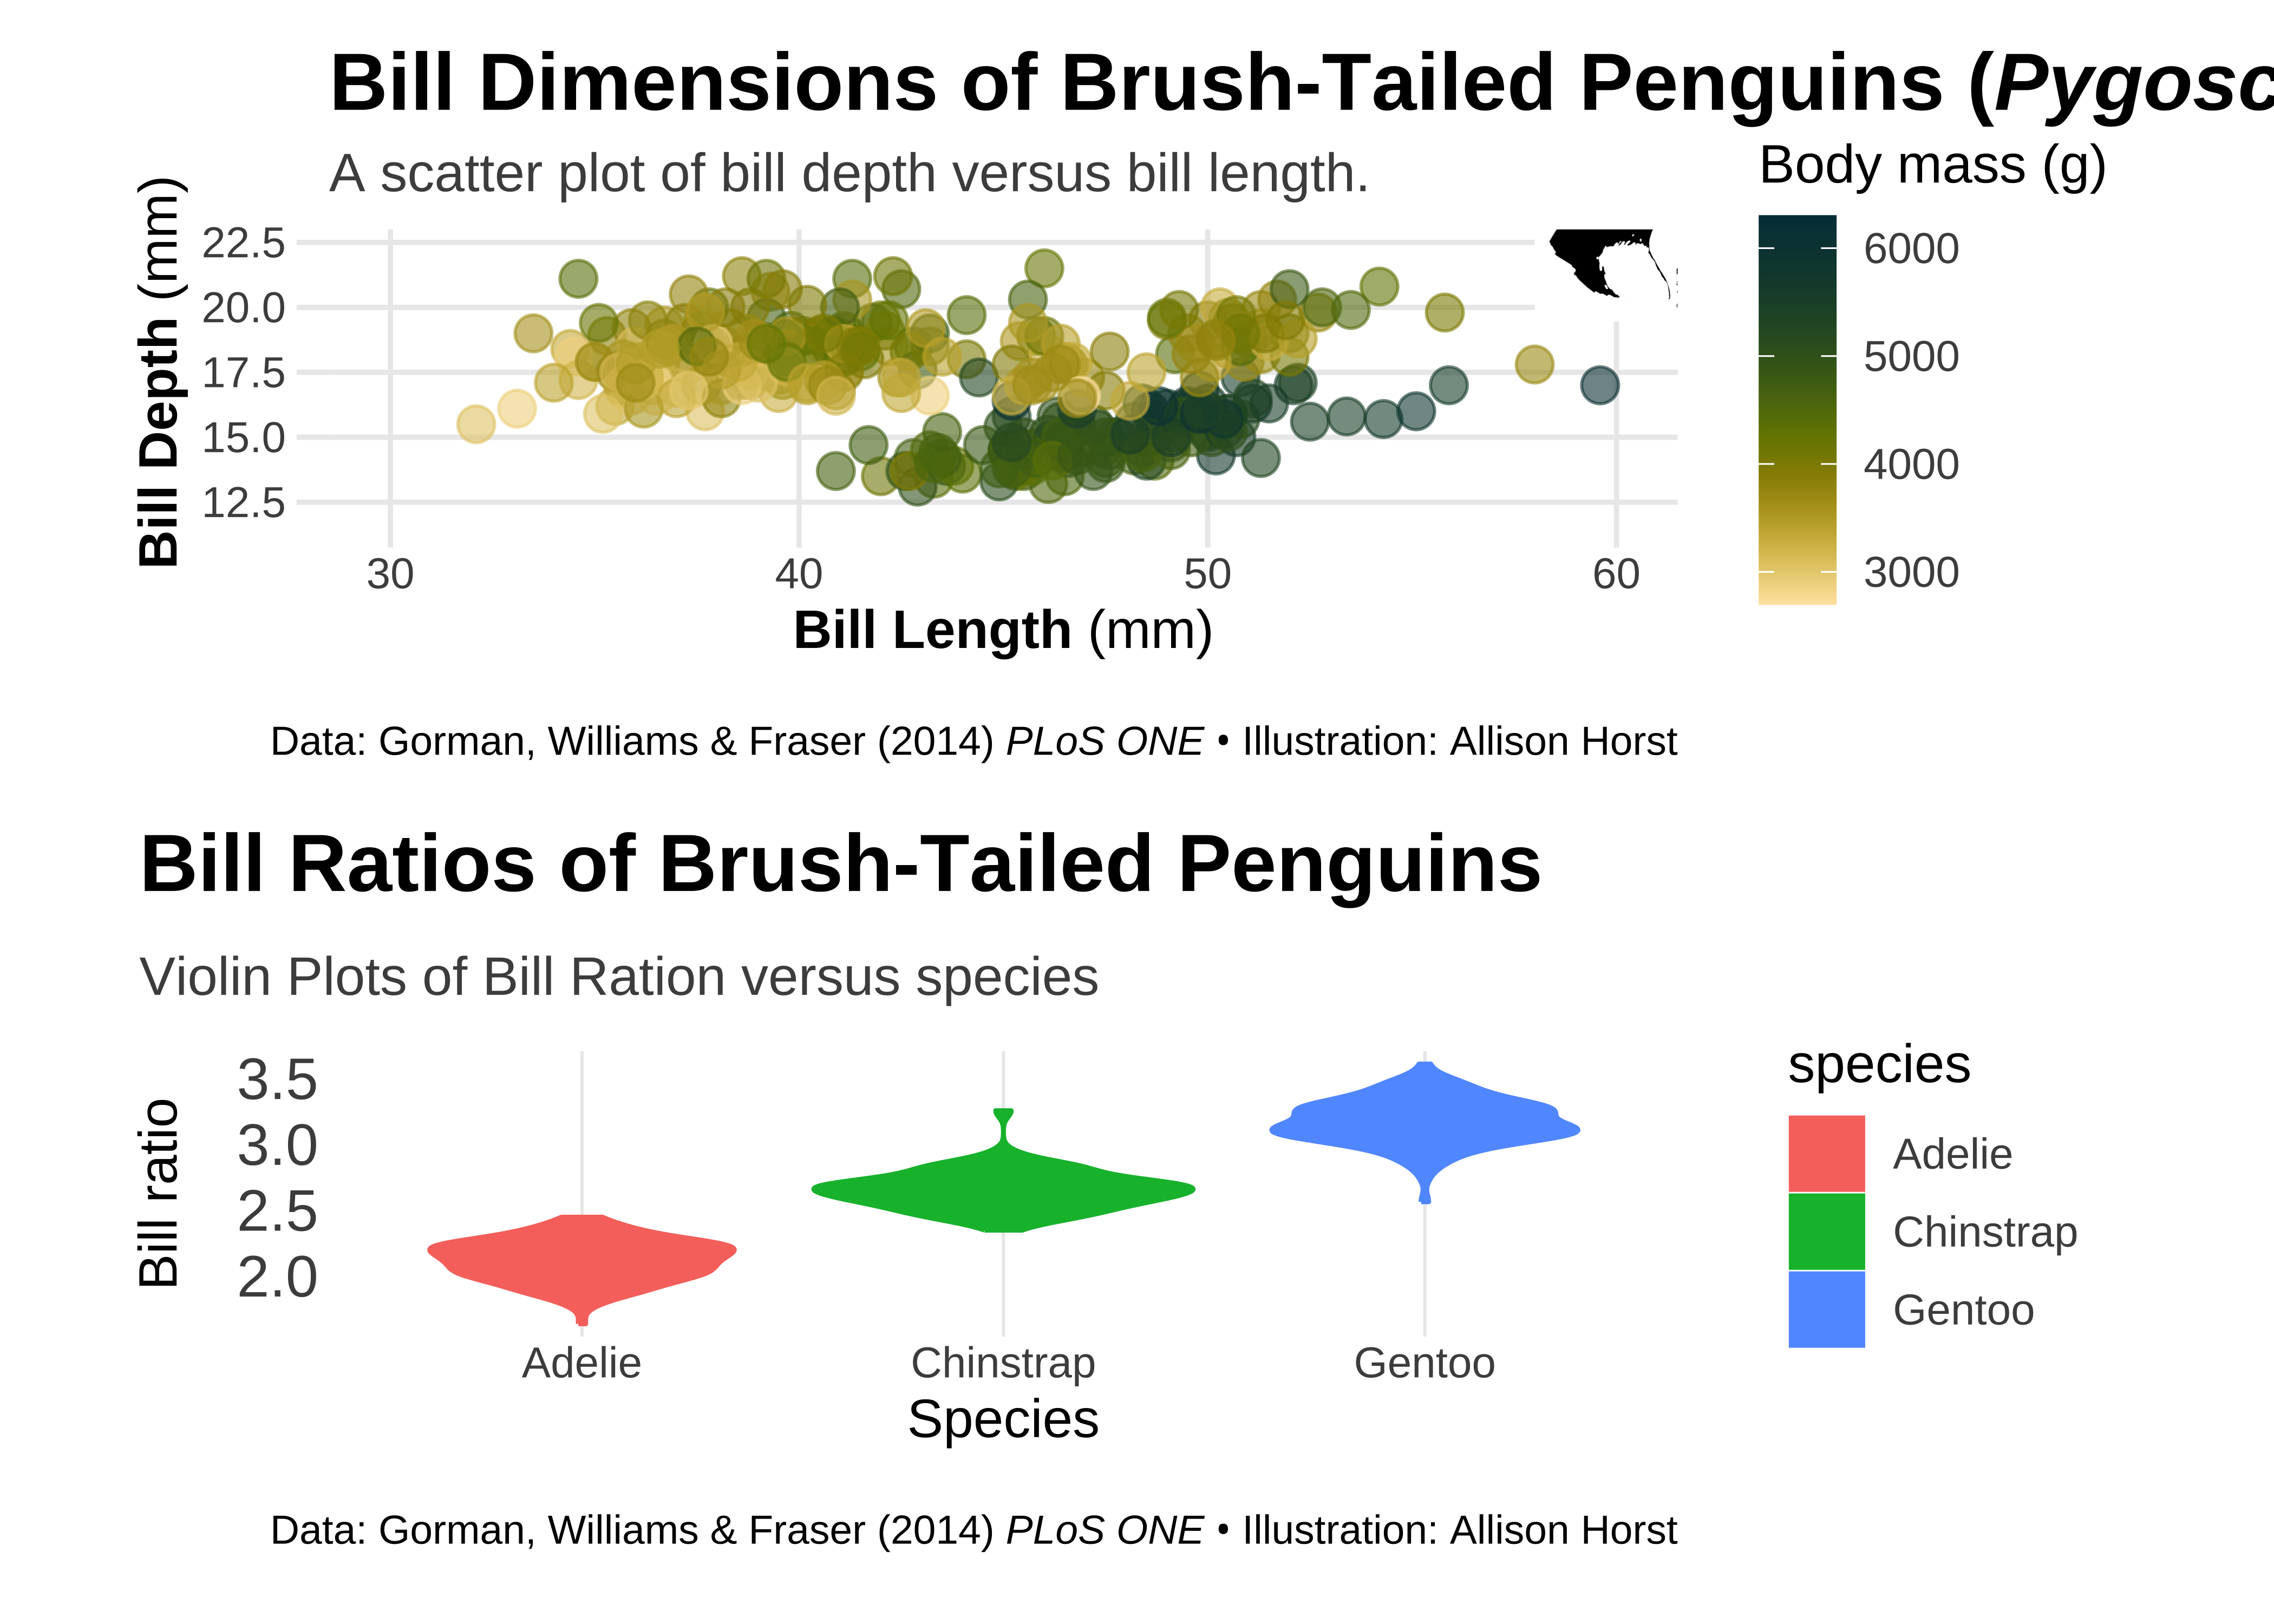 Bill Dimensions of Brush-Tailed Penguins (Pygosc
A scatter plot of bill depth versus bill length.
Body mass (g)
Bill Depth (mm)
22.5
20.0
17.5
15.0
12.5
30
40
50
60
Bill Length (mm)
6000
5000
4000
3000
Data: Gorman, Williams & Fraser (2014) PLoS ONE • Illustration: Allison Horst
Bill Ratios of Brush-Tailed Penguins
Violin Plots of Bill Ration versus species
Bill ratio
3.5
3.0
2.5
2.0
Adelie
Chinstrap
Gentoo
Species
species
Adelie
Chinstrap
Gentoo
Data: Gorman, Williams & Fraser (2014) PLoS ONE • Illustration: Allison Horst